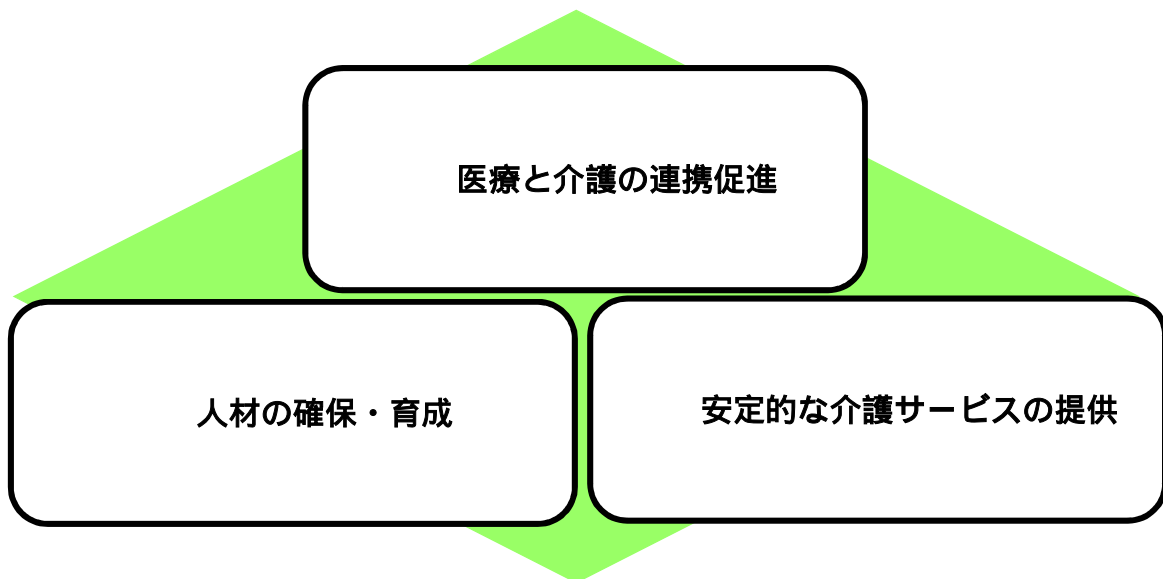 医療と介護の連携促進
人材の確保・育成
安定的な介護サービスの提供